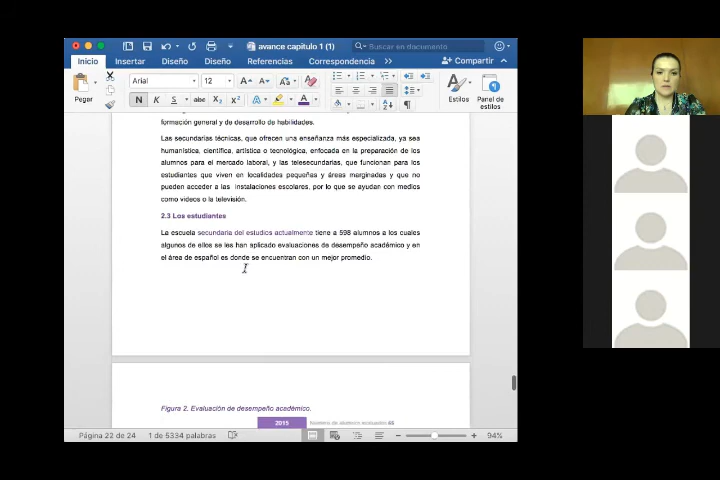 avance capitulo 1 (1)
Buscar en documento
Inicio Insertar Diseño Diseño Referencias Correspondencia Compartir
Pegar Arial 12 Estilos Panel de estilos
N K S abc X₂ X² A A
formación general y de desarrollo de habilidades.
Las secundarias técnicas, que ofrecen una enseñanza más especializada, ya sea
humanística, científica, artística o tecnológica, enfocada en la preparación de los
alumnos para el mercado laboral, y las telesecundarias, que funcionan para los
estudiantes que viven en localidades pequeñas y áreas marginadas y que no
pueden acceder a las instalaciones escolares, por lo que se ayudan con medios
como videos o la televisión.
2.3 Los estudiantes
La escuela secundaria del estudios actualmente tiene a 598 alumnos a los cuales
algunos de ellos se les han aplicado evaluaciones de desempeño académico y en
el área de español es donde se encuentran con un mejor promedio.
Figura 2. Evaluación de desempeño académico.
2015 Número de alumnos evaluados 48
Página 22 de 24 1 de 5334 palabras 94%